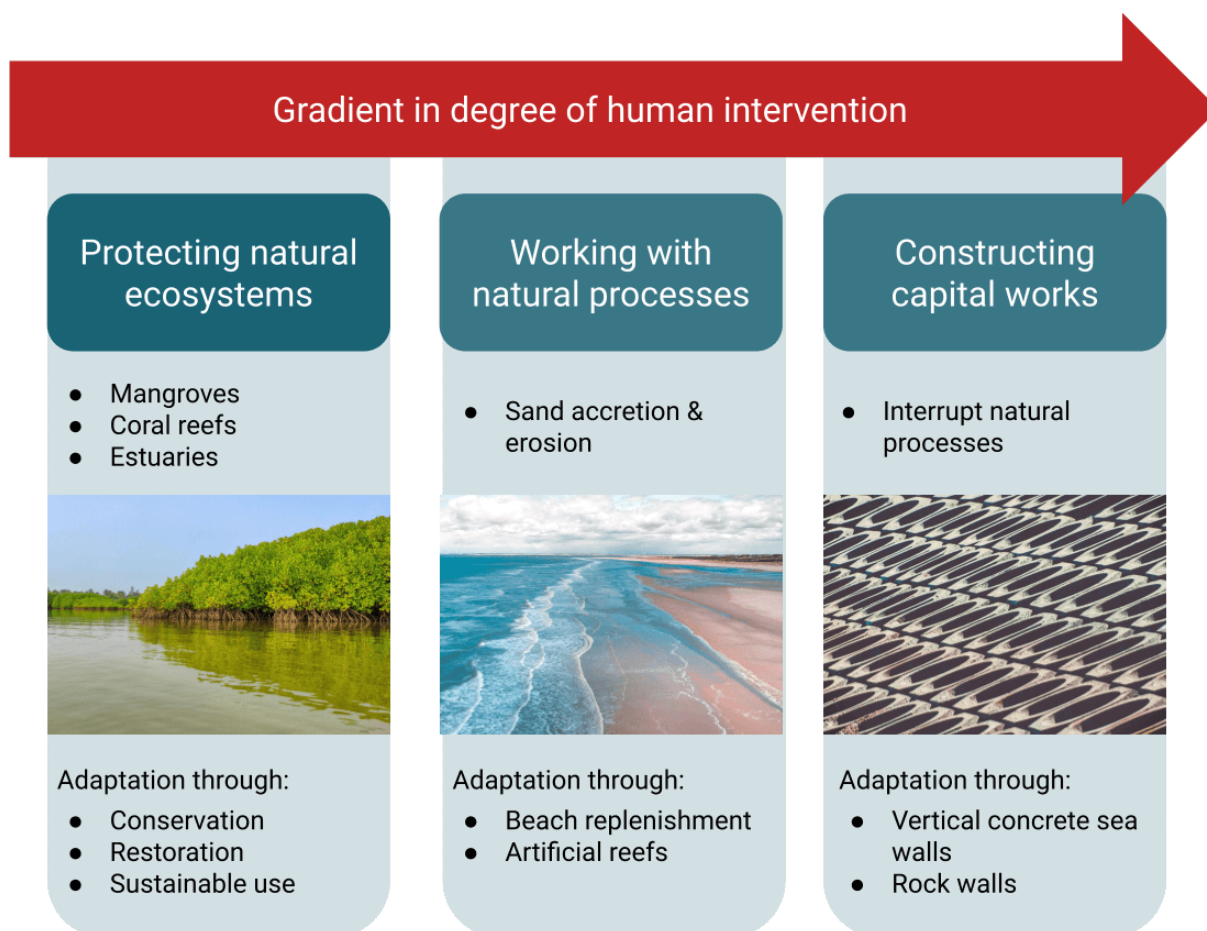 Gradient in degree of human intervention
Protecting natural
ecosystems
● Mangroves
● Coral reefs
● Estuaries
Adaptation through:
● Conservation
● Restoration
● Sustainable use
Working with
natural processes
● Sand accretion &
erosion
Adaptation through:
● Beach replenishment
● Artificial reefs
Constructing
capital works
● Interrupt natural
processes
Adaptation through:
● Vertical concrete sea
walls
● Rock walls